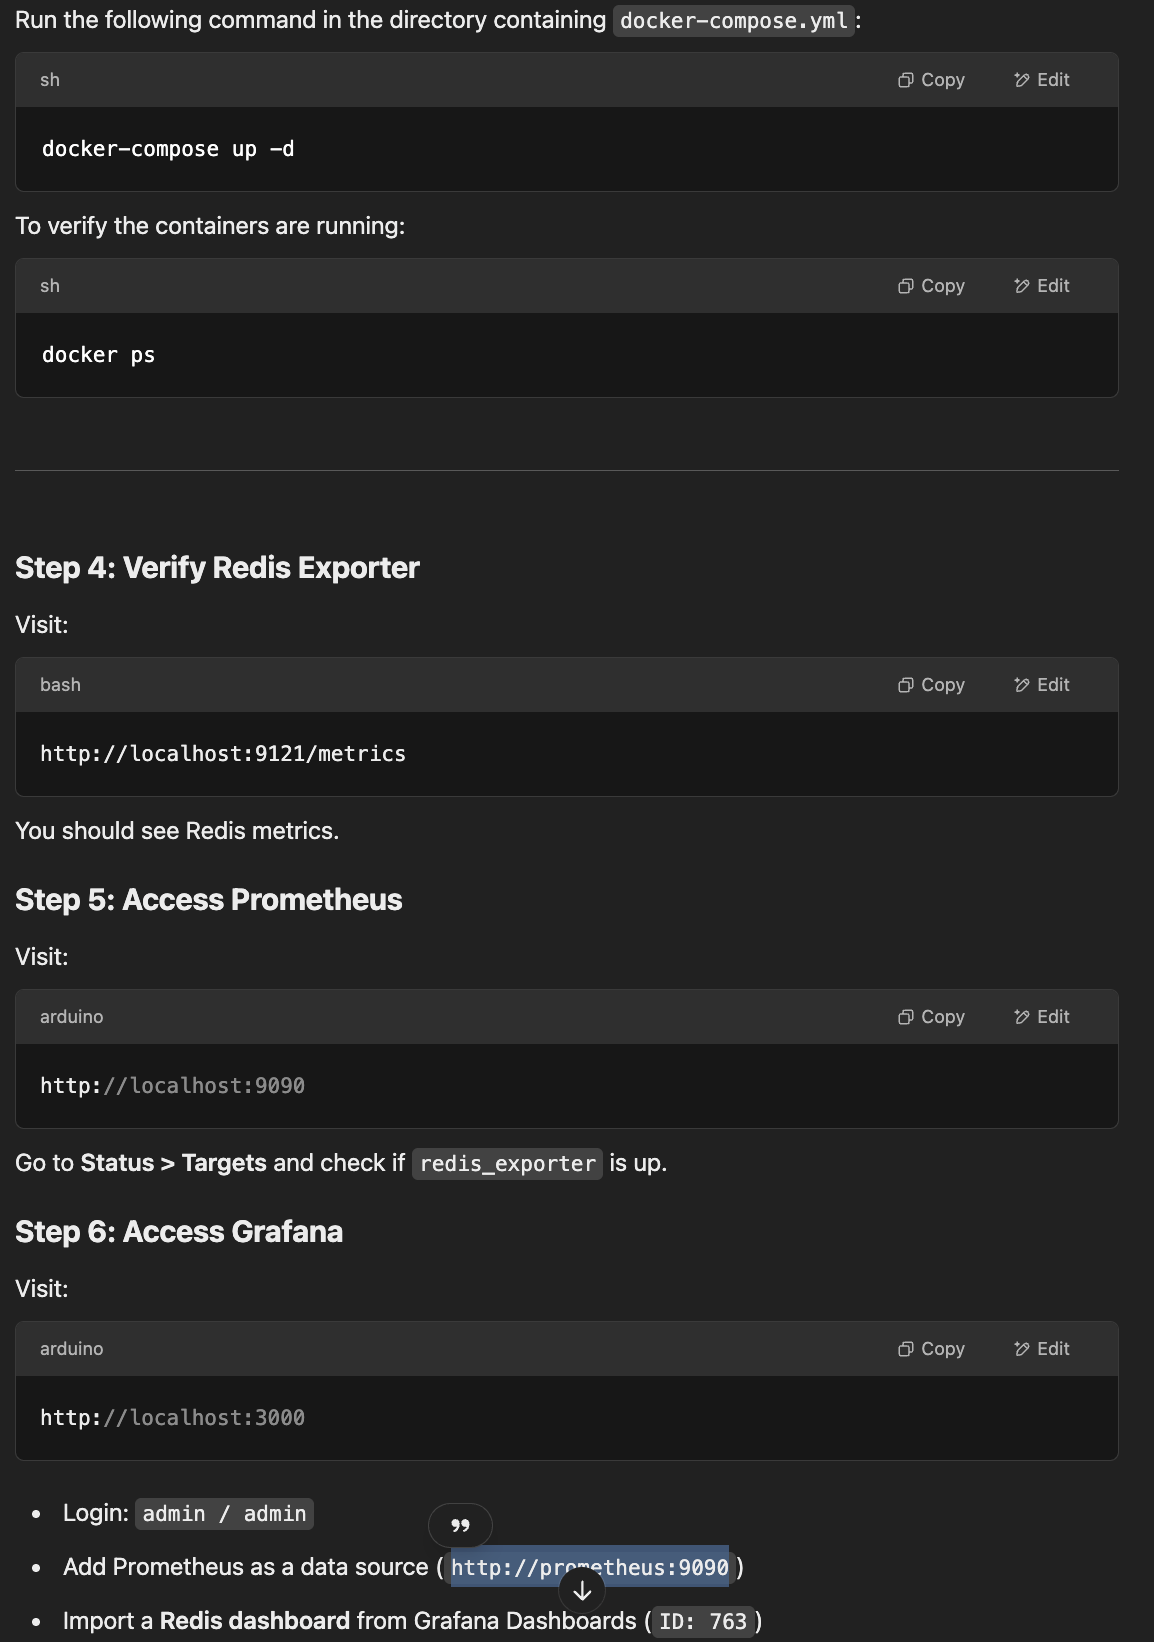 Run the following command in the directory containing docker-compose.yml:
sh Copy Edit
docker-compose up -d
To verify the containers are running:
sh Copy Edit
docker ps
Step 4: Verify Redis Exporter
Visit:
bash Copy Edit
http://localhost:9121/metrics
You should see Redis metrics.
Step 5: Access Prometheus
Visit:
arduino Copy Edit
http://localhost:9090
Go to Status > Targets and check if redis_exporter is up.
Step 6: Access Grafana
Visit:
arduino Copy Edit
http://localhost:3000
• Login: admin / admin
• Add Prometheus as a data source (http://prometheus:9090)
• Import a Redis dashboard from Grafana Dashboards (ID: 763)